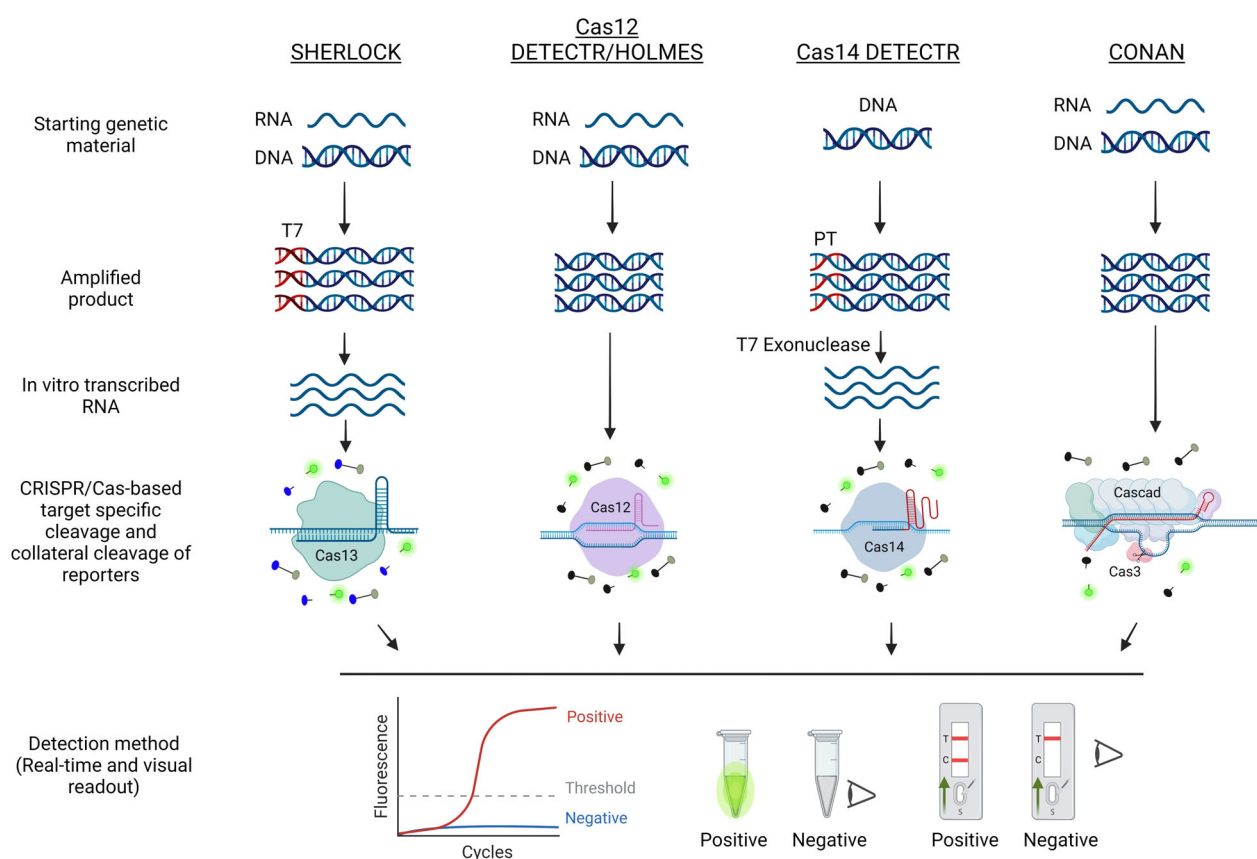 SHERLOCK
Cas12
DETECTR/HOLMES
Cas14 DETECTR
CONAN
Starting genetic
material
RNA
DNA
RNA
DNA
DNA
RNA
DNA
Amplified
product
T7
PT
In vitro transcribed
RNA
T7 Exonuclease
CRISPR/Cas-based
target specific
cleavage and
collateral cleavage of
reporters
Cas13
Cas12
Cas14
Cascad
Cas3
Detection method
(Real-time and visual
readout)
Fluorescence
Positive
Threshold
Negative
Cycles
Positive
Negative
T
C
S
Positive
T
C
S
Negative